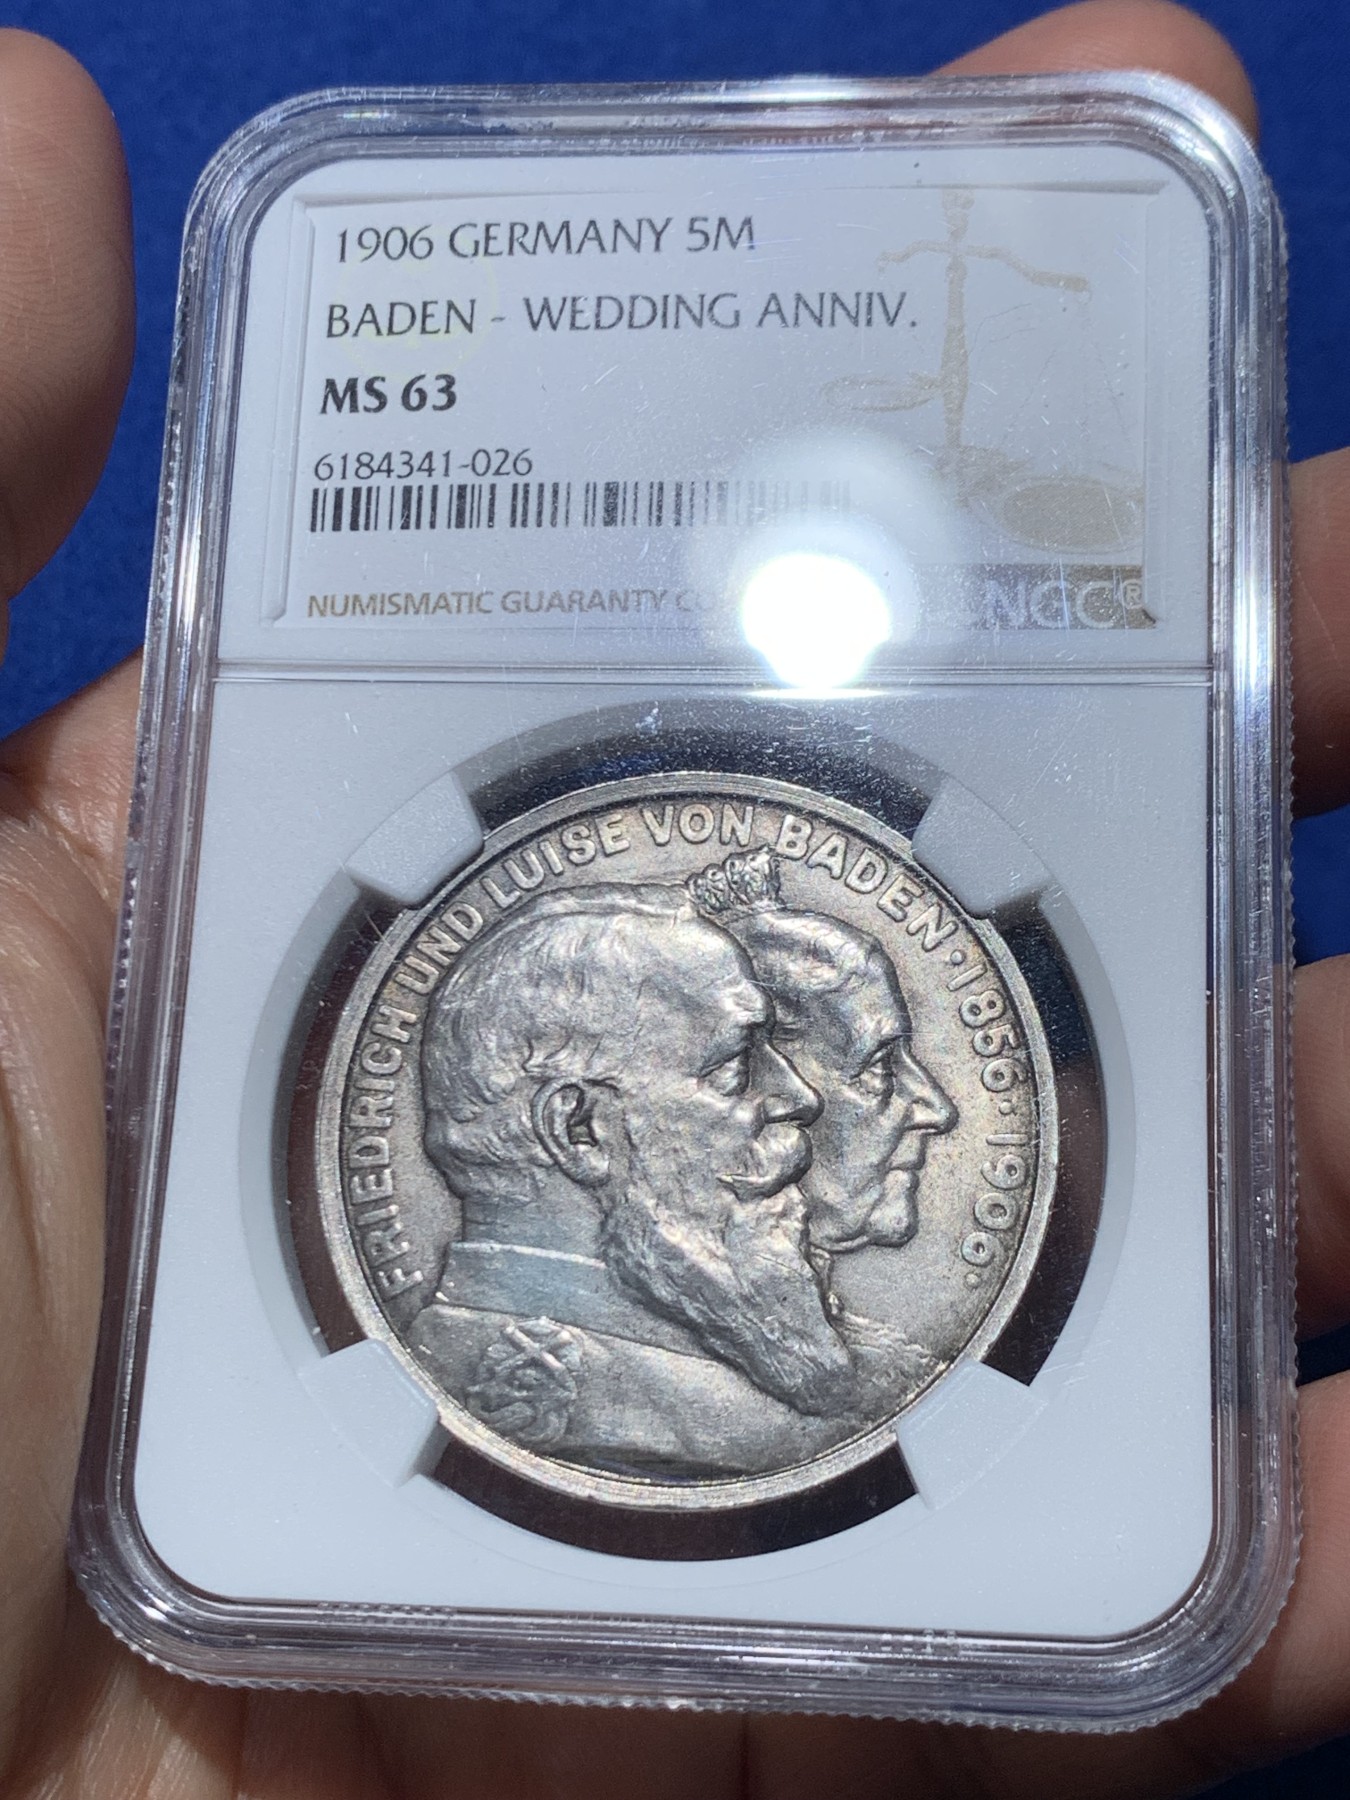 1906 GERMANY 5M
BADEN - WEDDING ANNIV.
MS 63
6184341-026
NUMISMATIC GUARANTY
NGC®
FRIEDRICH UND LUISE VON BADEN · 1856 · 1906 ·